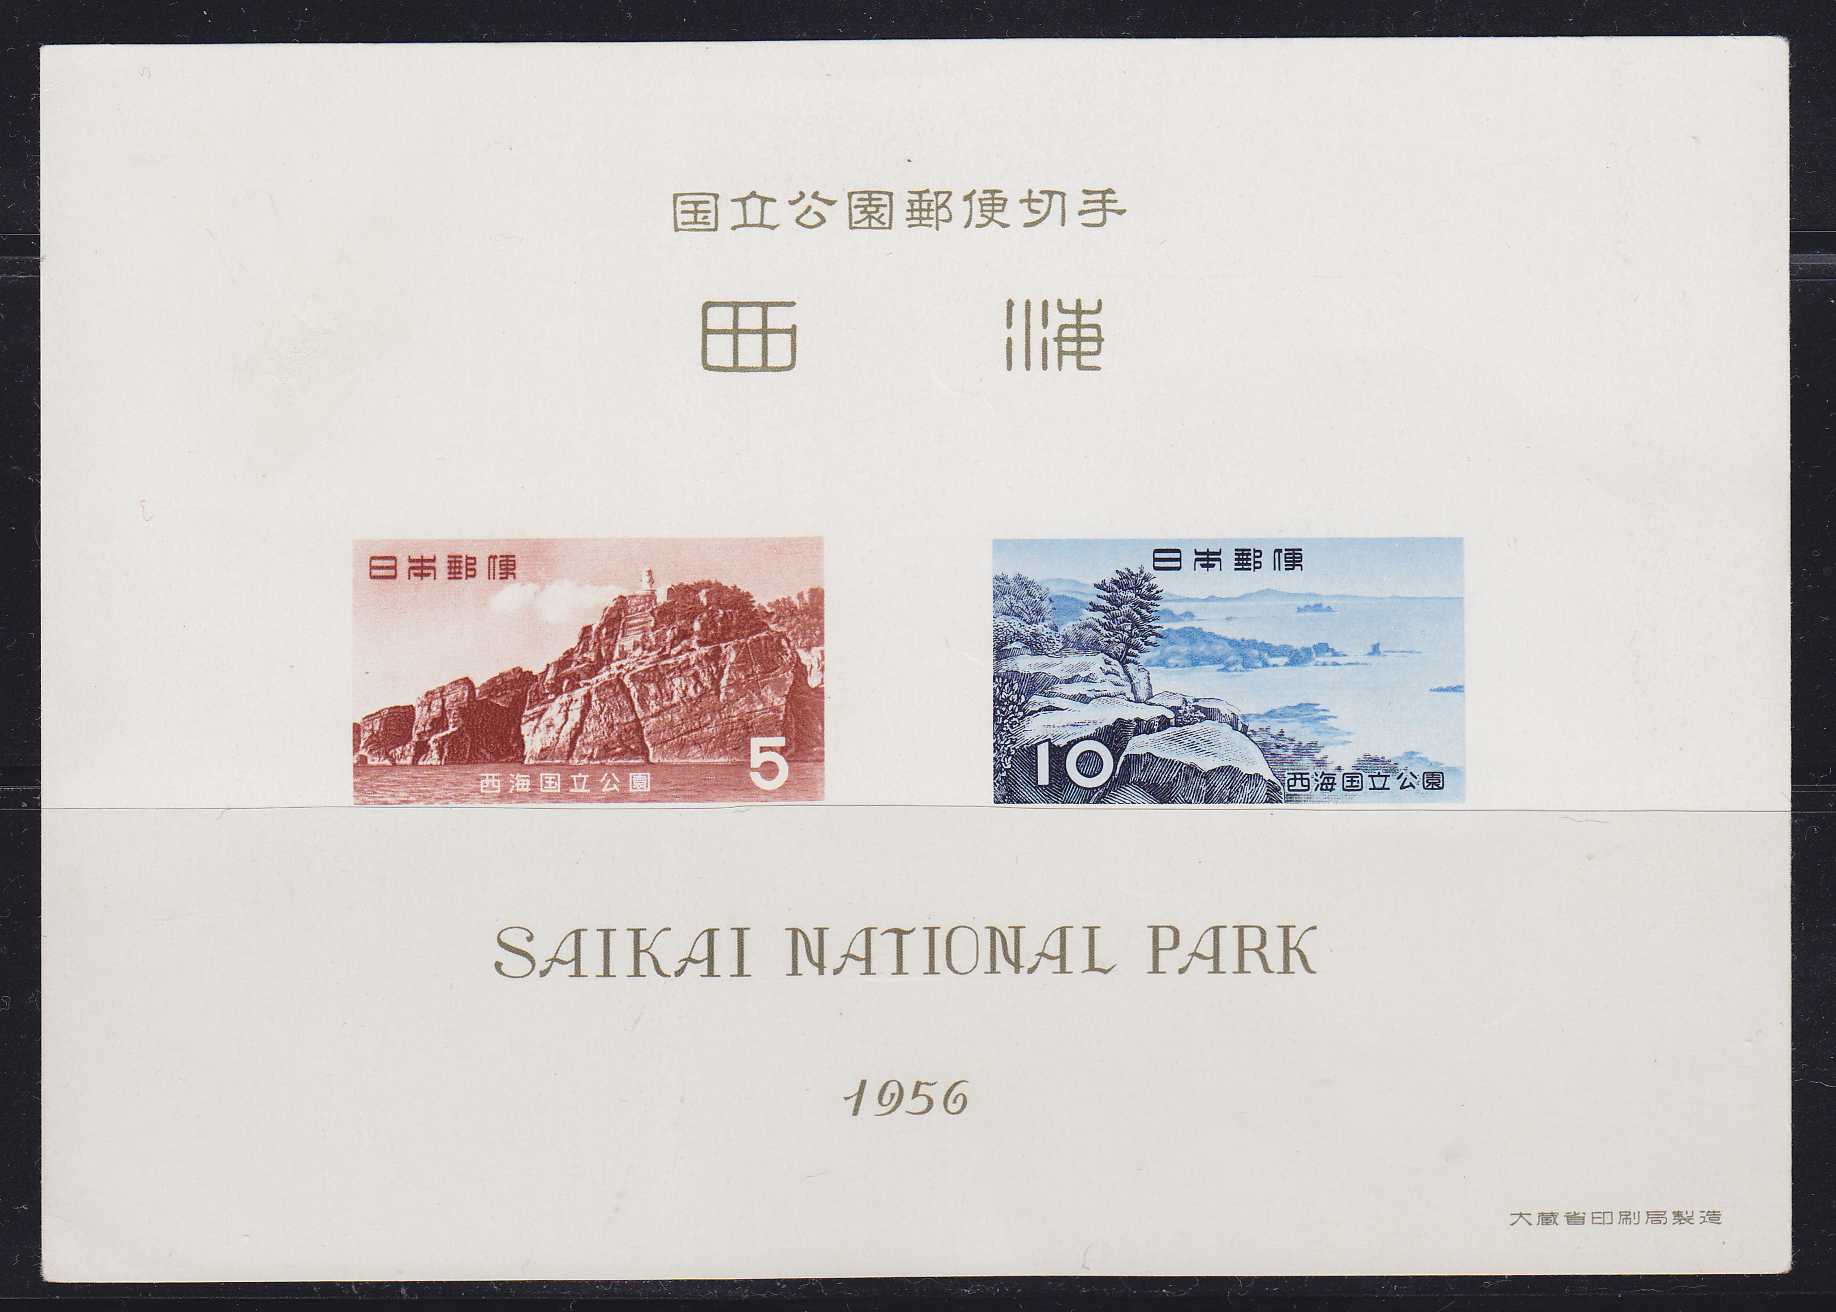 国立公園郵便切手
西海
日本郵便
5
西海国立公園
日本郵便
10
西海国立公園
SAIKAI NATIONAL PARK
1956
大蔵省印刷局製造